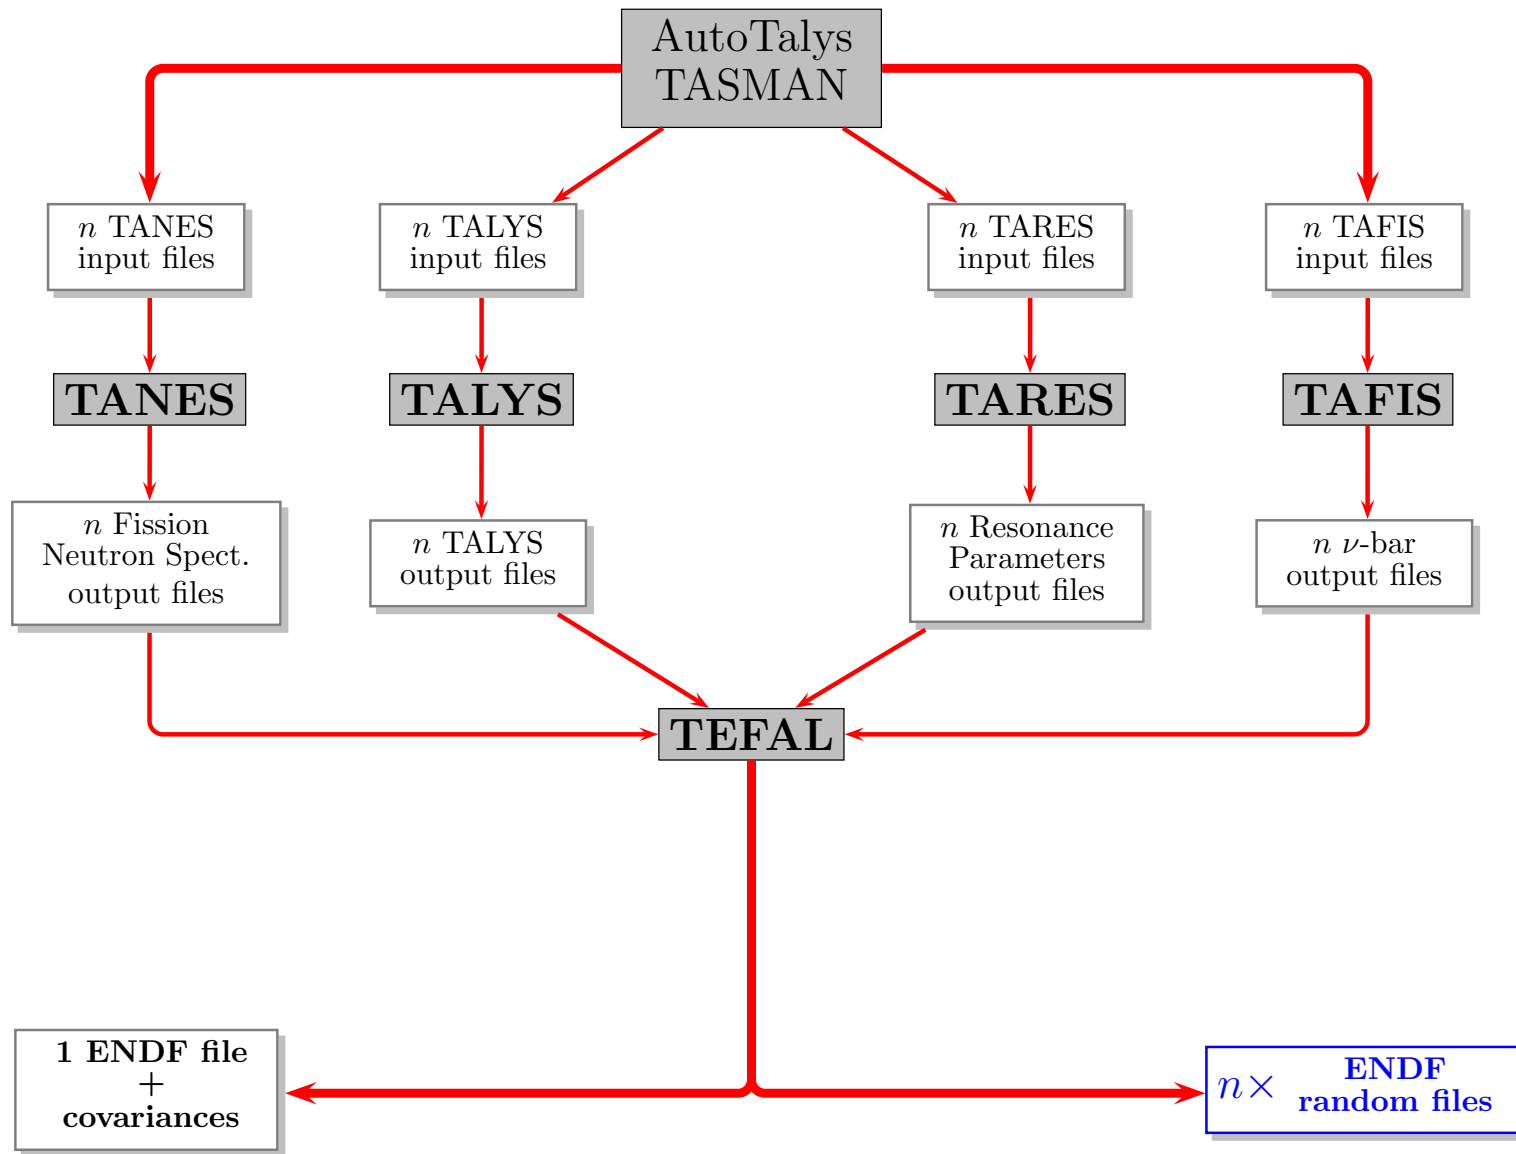 AutoTalys
TASMAN
n TANES
input files
n TALYS
input files
n TARES
input files
n TAFIS
input files
TANES
TALYS
TARES
TAFIS
n Fission
Neutron Spect.
output files
n TALYS
output files
n Resonance
Parameters
output files
n ν-bar
output files
TEFAL
1 ENDF file
+
covariances
n× ENDF
random files